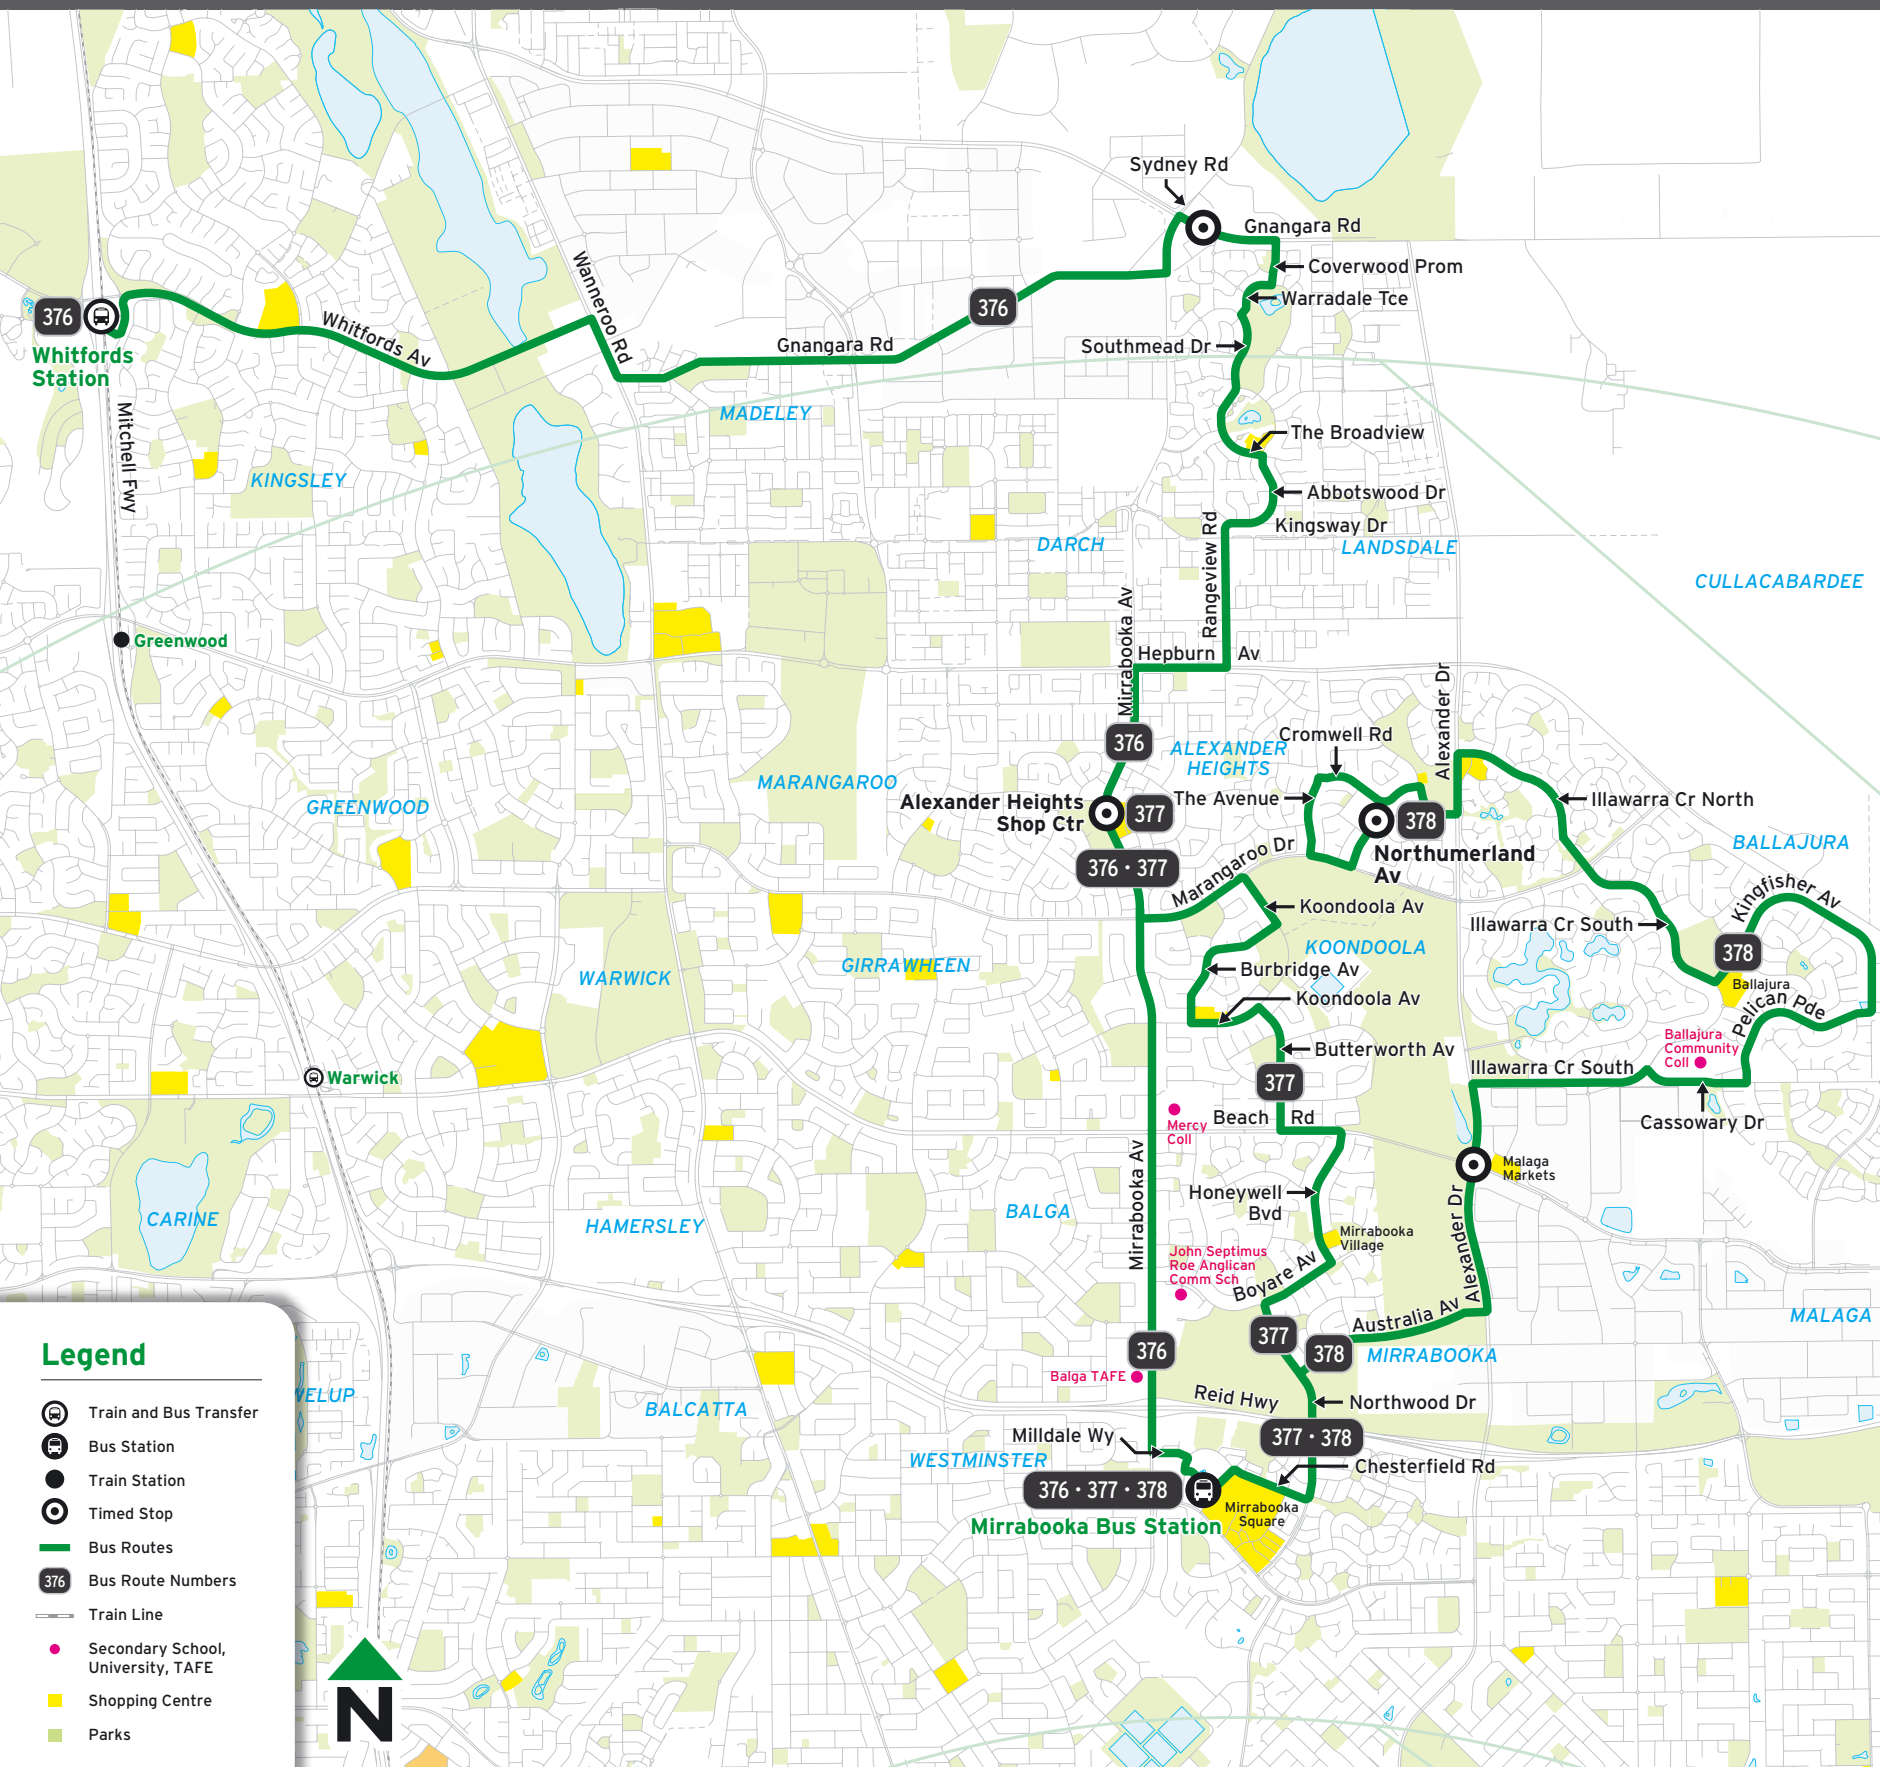 Sydney Rd
Gnangara Rd
Coverwood Prom
Warradale Tce
Wanneroo Rd
376
376
Whitfords Av
Whitfords
Station
Gnangara Rd
Southmead Dr
Mitchell Fwy
MADELEY
The Broadview
KINGSLEY
Abbotswood Dr
Kingsway Dr
Rangeview Rd
DARCH
LANDSDALE
CULLACABARDEE
Mirrabooka Av
Greenwood
Hepburn Av
Alexander Dr
Cromwell Rd
376
ALEXANDER
HEIGHTS
MARANGAROO
GREENWOOD
Alexander Heights
Shop Ctr
377
The Avenue
378
Illawarra Cr North
Northumerland
Av
BALLAJURA
376 · 377
Marangaroo Dr
Kingfisher Av
Koondoola Av
Illawarra Cr South
KOONDOOLA
378
GIRRAWHEEN
WARWICK
Burbridge Av
Ballajura
Koondoola Av
Pelican Pde
Ballajura
Community
Coll
Butterworth Av
Illawarra Cr South
Warwick
377
Mercy
Coll
Beach Rd
Cassowary Dr
Mirrabooka Av
Malaga
Markets
Honeywell
Bvd
BALGA
CARINE
HAMERSLEY
Alexander Dr
Mirrabooka
Village
John Septimus
Roe Anglican
Comm Sch
Boyare Av
Australia Av
MALAGA
377
378
376
MIRRABOOKA
Balga TAFE
Reid Hwy
Northwood Dr
BALCATTA
WELUP
Milldale Wy
377 · 378
WESTMINSTER
Chesterfield Rd
376 · 377 · 378
Mirrabooka
Square
Mirrabooka Bus Station
Legend
Train and Bus Transfer
Bus Station
Train Station
Timed Stop
Bus Routes
376
Bus Route Numbers
Train Line
Secondary School,
University, TAFE
Shopping Centre
Parks
N